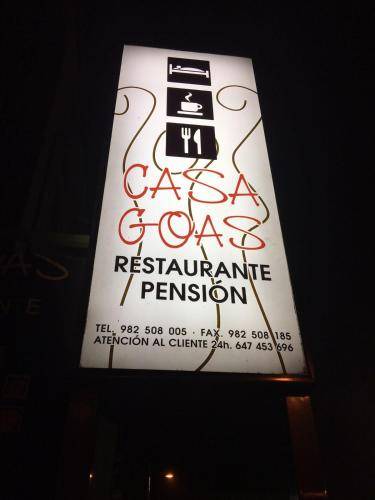 CASA
GOAS
RESTAURANTE
PENSIÓN
TEL. 982 508 005 · FAX. 982 508 185
ATENCIÓN AL CLIENTE 24h. 647 453 696